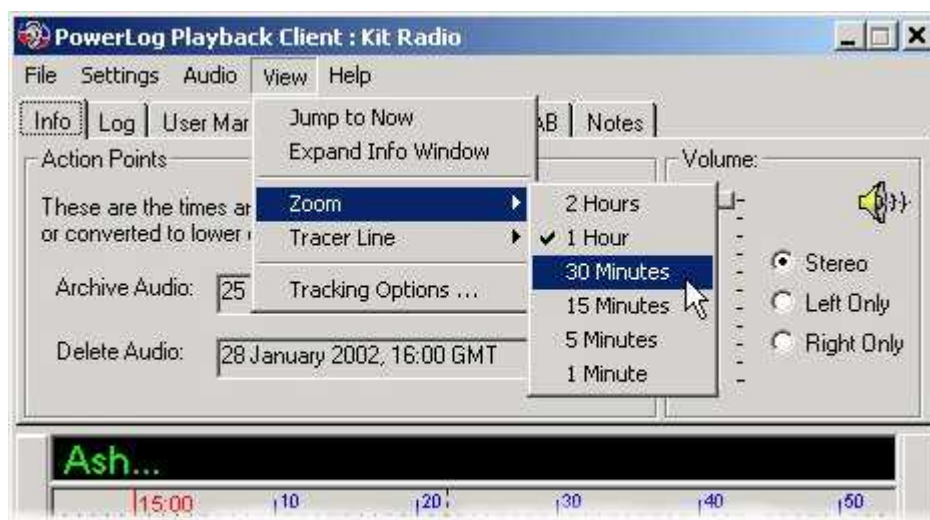 PowerLog Playback Client : Kit Radio
File Settings Audio View Help
Info Log User Mar AB Notes
Jump to Now
Expand Info Window
Zoom
Tracer Line
Tracking Options ...
2 Hours
1 Hour
30 Minutes
15 Minutes
5 Minutes
1 Minute
Action Points
These are the times
or converted to lower
Archive Audio: 25
Delete Audio: 28 January 2002, 16:00 GMT
Volume:
Stereo
Left Only
Right Only
Ash...
15:00 10 20 30 40 50